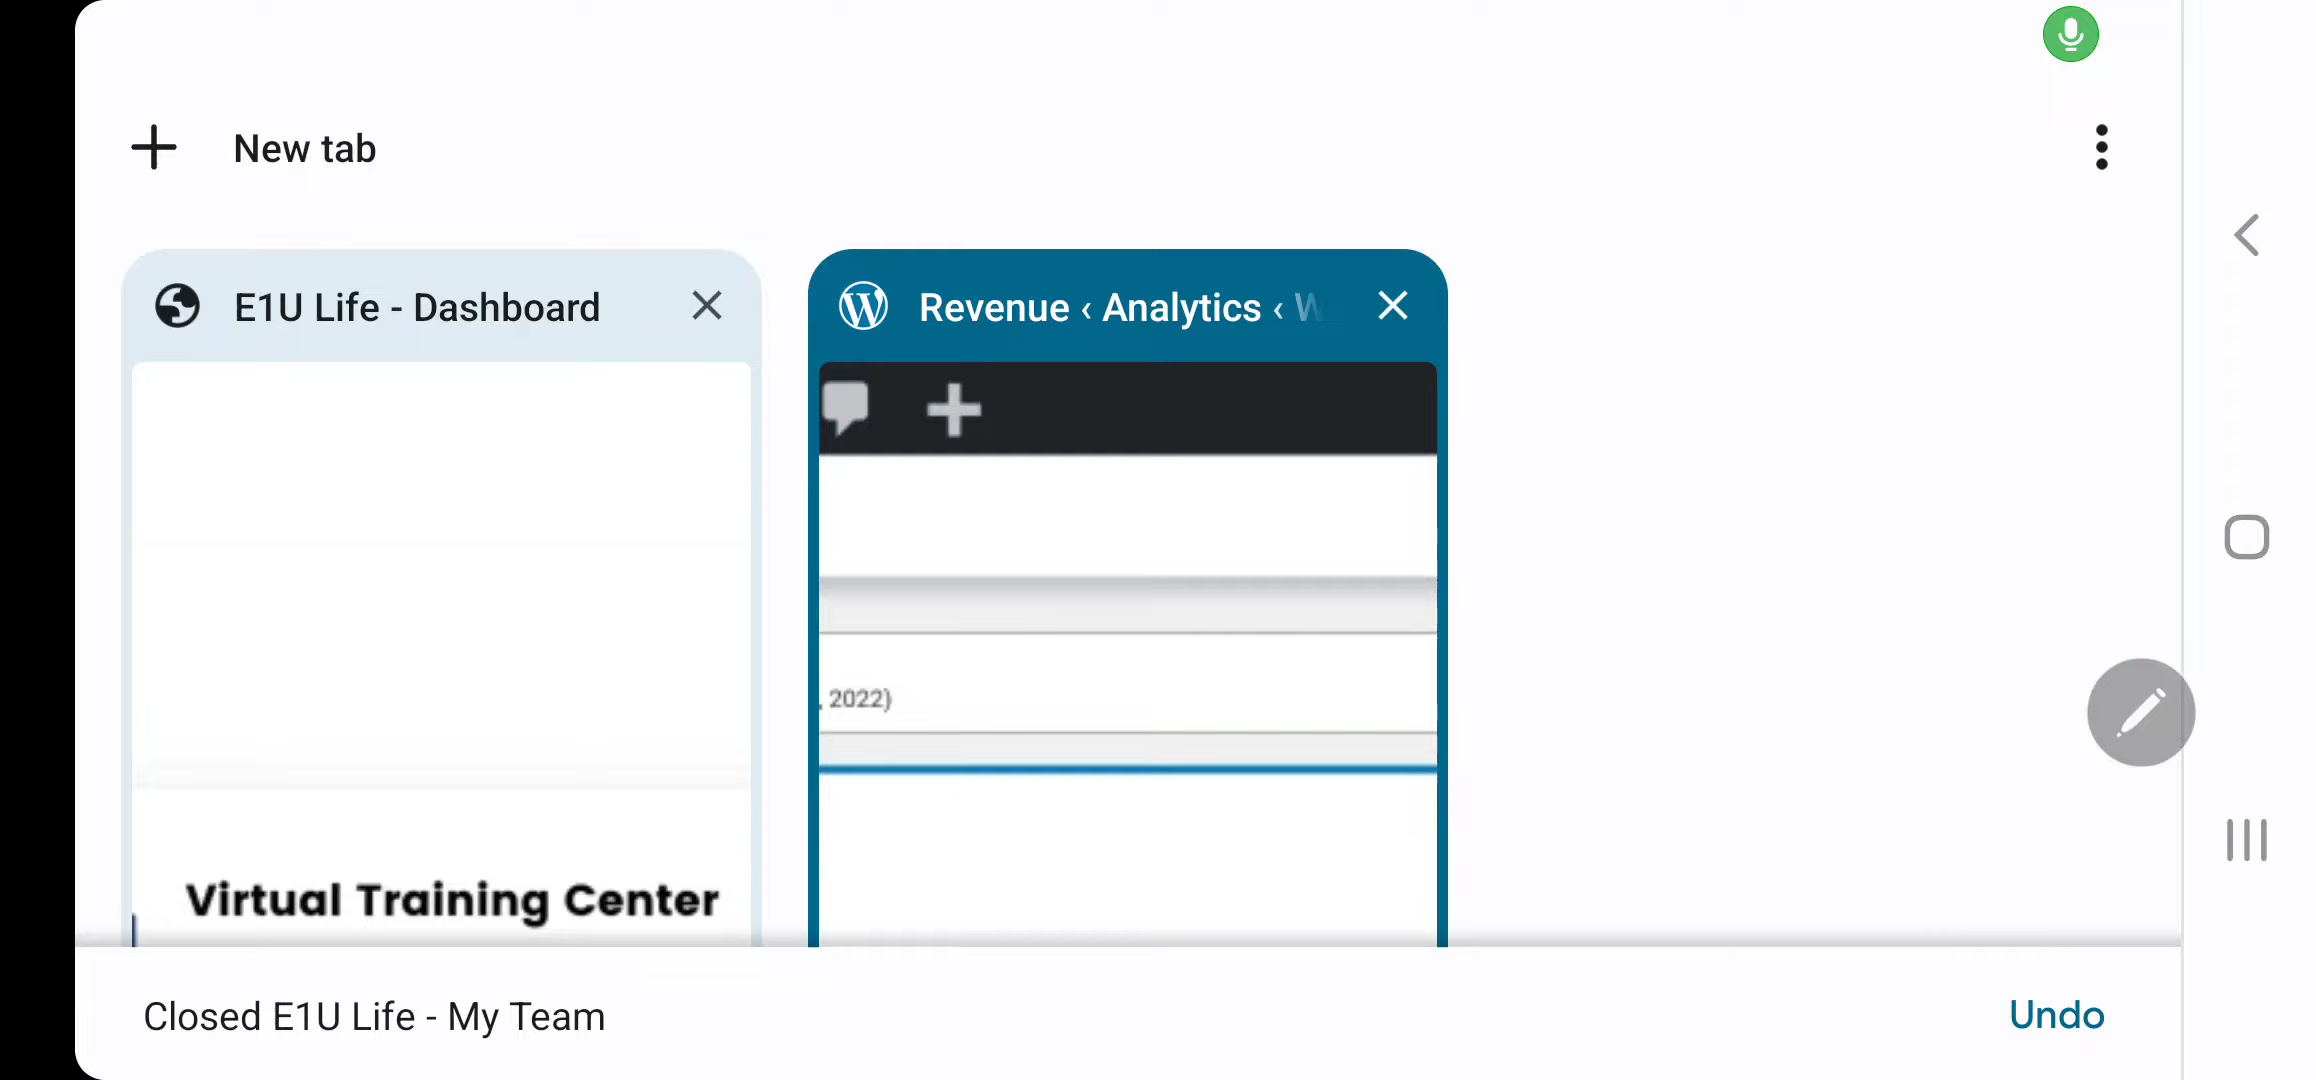 New tab
E1U Life - Dashboard
Revenue ‹ Analytics ‹ W
, 2022)
Virtual Training Center
Closed E1U Life - My Team
Undo